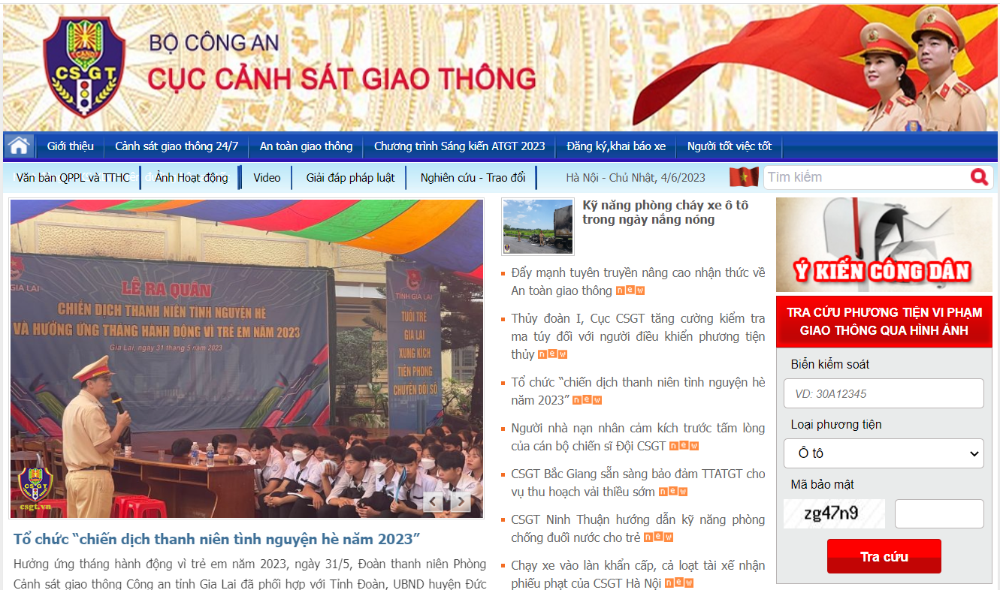 BỘ CÔNG AN
CỤC CẢNH SÁT GIAO THÔNG
CAND
CSGT
Giới thiệu
Cảnh sát giao thông 24/7
An toàn giao thông
Chương trình Sáng kiến ATGT 2023
Đăng ký,khai báo xe
Người tốt việc tốt
Văn bản QPPL và TTHC
Ảnh Hoạt động
Video
Giải đáp pháp luật
Nghiên cứu - Trao đổi
Hà Nội - Chủ Nhật, 4/6/2023
Tìm kiếm
GIA LAI
LỄ RA QUÂN
CHIẾN DỊCH THANH NIÊN TÌNH NGUYỆN HÈ
VÀ HƯỞNG ỨNG THÁNG HÀNH ĐỘNG VÌ TRẺ EM NĂM 2023
Gia Lai, ngày 31 tháng 5 năm 2023
TỈNH GIA LAI
TUỔI TRẺ
GIA LAI
XUNG KÍCH
TIÊN PHONG
CHUYỂN ĐỔI SỐ
CSGT
csgt.vn
Tổ chức “chiến dịch thanh niên tình nguyện hè năm 2023”
Hưởng ứng tháng hành động vì trẻ em năm 2023, ngày 31/5, Đoàn thanh niên Phòng
Cảnh sát giao thông Công an tỉnh Gia Lai đã phối hợp với Tỉnh Đoàn, UBND huyện Đức
Kỹ năng phòng cháy xe ô tô
trong ngày nắng nóng
Đẩy mạnh tuyên truyền nâng cao nhận thức về
An toàn giao thông new
Thủy đoàn I, Cục CSGT tăng cường kiểm tra
ma túy đối với người điều khiển phương tiện
thủy new
Tổ chức “chiến dịch thanh niên tình nguyện hè
năm 2023” new
Người nhà nạn nhân cảm kích trước tấm lòng
của cán bộ chiến sĩ Đội CSGT new
CSGT Bắc Giang sẵn sàng bảo đảm TTATGT cho
vụ thu hoạch vải thiều sớm new
CSGT Ninh Thuận hướng dẫn kỹ năng phòng
chống đuối nước cho trẻ new
Chạy xe vào làn khẩn cấp, cả loạt tài xế nhận
phiếu phạt của CSGT Hà Nội new
Ý KIẾN CÔNG DÂN
TRA CỨU PHƯƠNG TIỆN VI PHẠM
GIAO THÔNG QUA HÌNH ẢNH
Biển kiểm soát
VD: 30A12345
Loại phương tiện
Ô tô
Mã bảo mật
zg47n9
Tra cứu